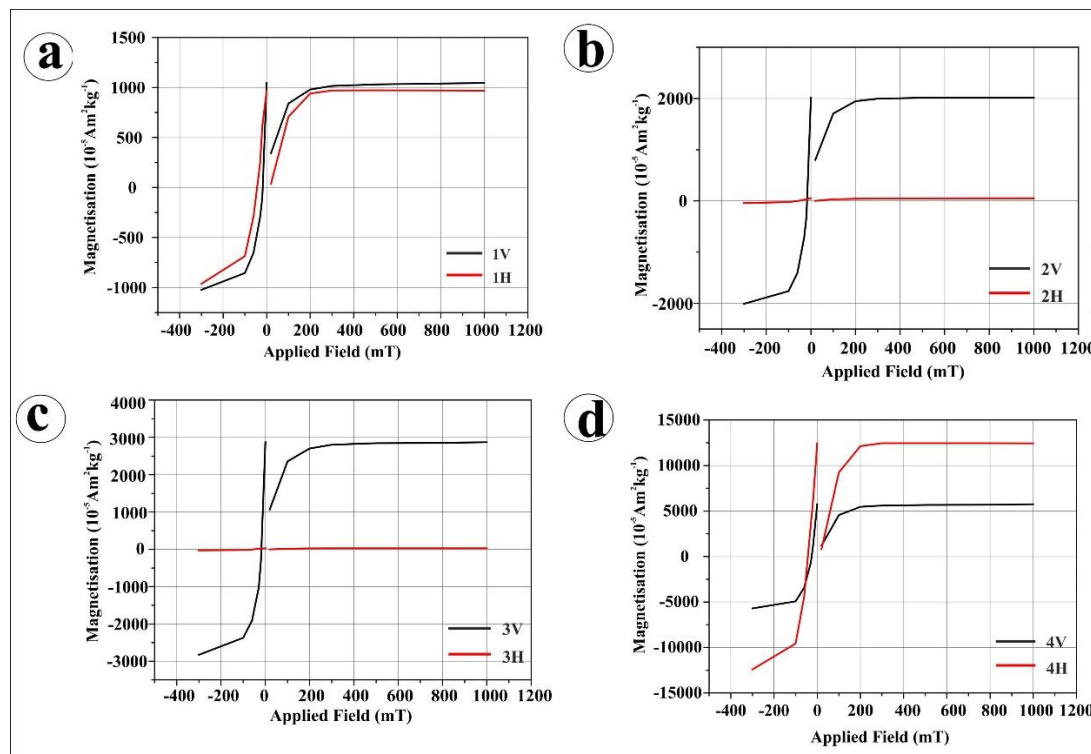 a
1500
1000
500
0
-500
-1000
-400 -200 0 200 400 600 800 1000 1200
Magnetisation (10⁻⁵Am²kg⁻¹)
Applied Field (mT)
1V
1H
b
2000
0
-2000
-400 -200 0 200 400 600 800 1000 1200
Magnetisation (10⁻⁵Am²kg⁻¹)
Applied Field (mT)
2V
2H
c
4000
3000
2000
1000
0
-1000
-2000
-3000
-400 -200 0 200 400 600 800 1000 1200
Magnetisation (10⁻⁵Am²kg⁻¹)
Applied Field (mT)
3V
3H
d
15000
10000
5000
0
-5000
-10000
-15000
-400 -200 0 200 400 600 800 1000 1200
Magnetisation (10⁻⁵Am²kg⁻¹)
Applied Field (mT)
4V
4H